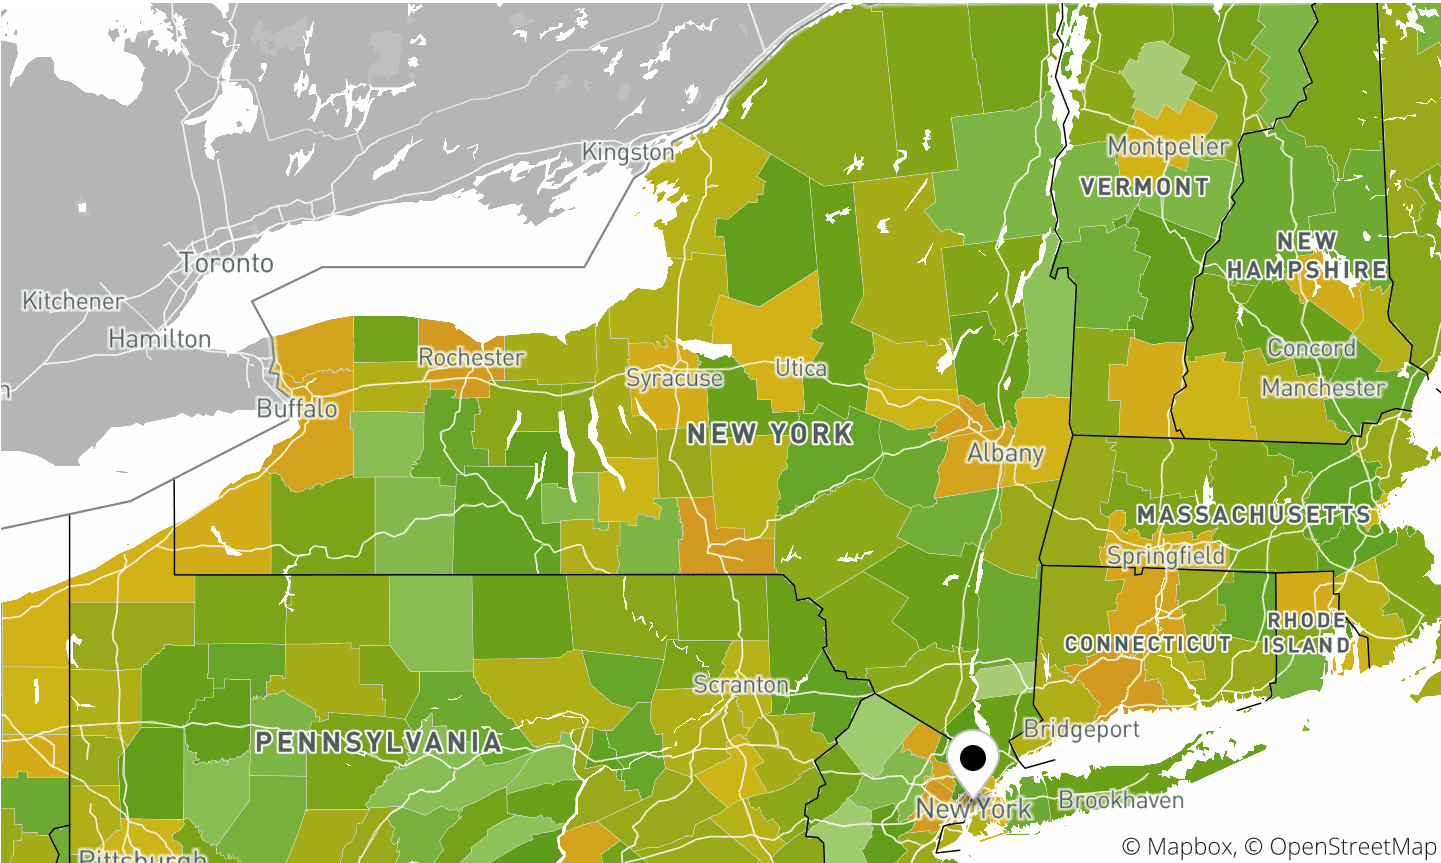 Kingston
Montpelier
VERMONT
NEW
HAMPSHIRE
Toronto
Kitchener
Hamilton
Rochester
Concord
Syracuse
Utica
Manchester
n
Buffalo
NEW YORK
Albany
MASSACHUSETTS
Springfield
RHODE
ISLAND
CONNECTICUT
Scranton
PENNSYLVANIA
Bridgeport
New York
Brookhaven
Pittsburgh
© Mapbox, © OpenStreetMap